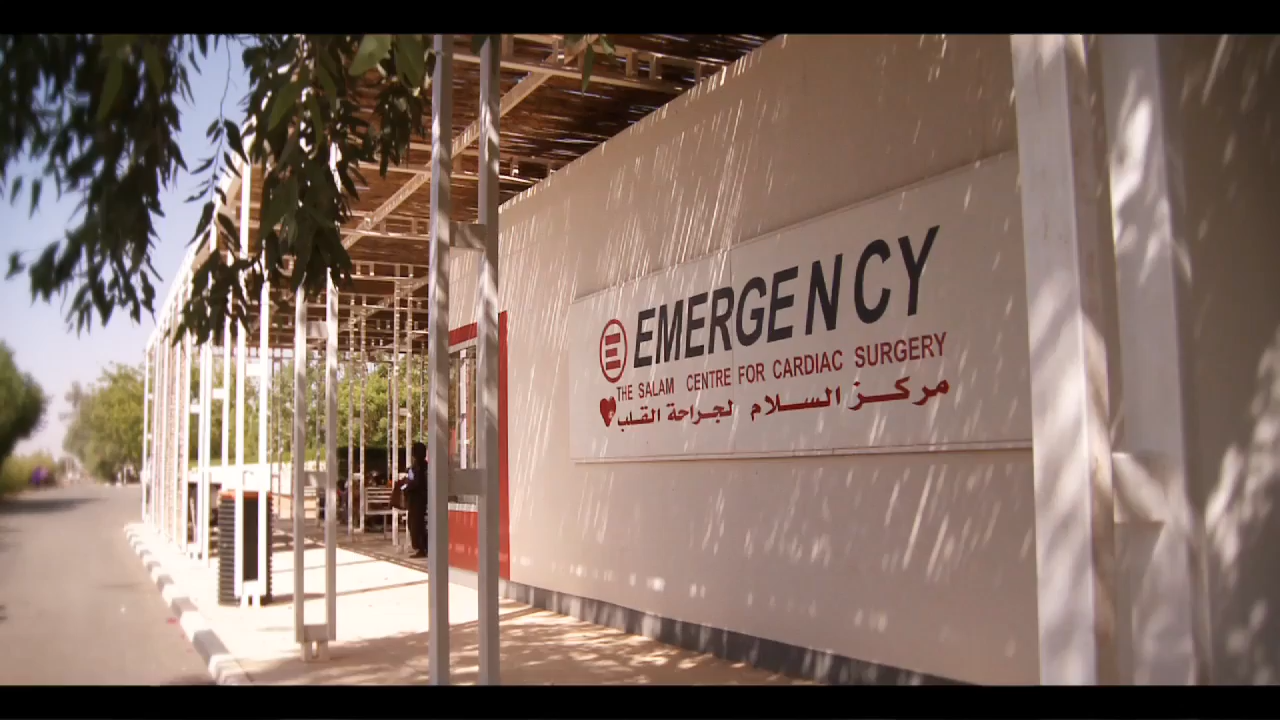 EMERGENCY
THE SALAM CENTRE FOR CARDIAC SURGERY
مركز السلام لجراحة القلب